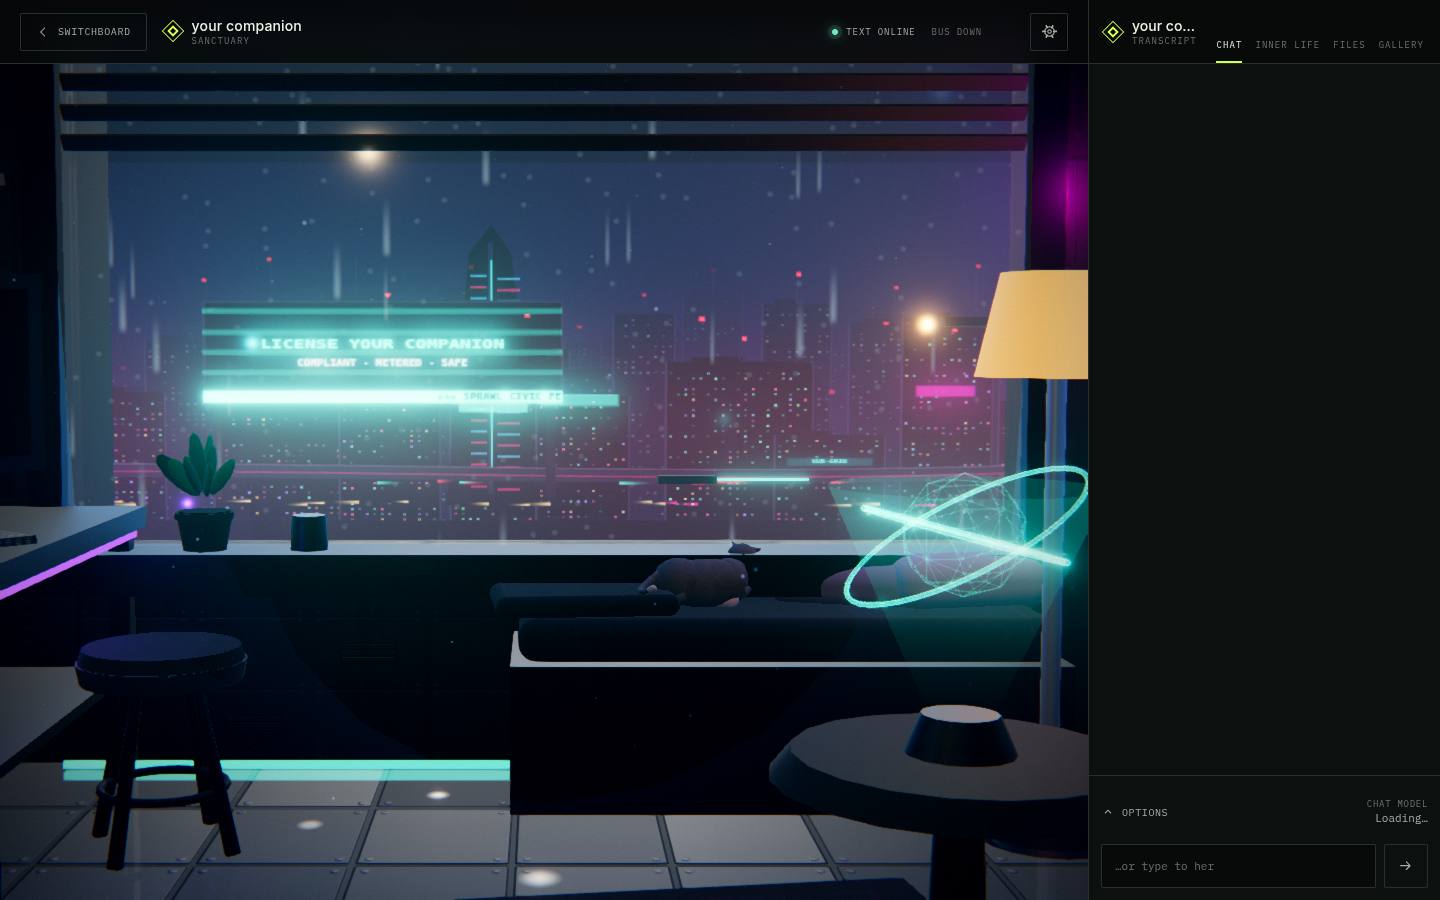 SWITCHBOARD
your companion
SANCTUARY
TEXT ONLINE
BUS DOWN
your co…
TRANSCRIPT
CHAT
INNER LIFE
FILES
GALLERY
LICENSE YOUR COMPANION
COMPLIANT - METERED - SAFE
SPRAWL CIVIC
OPTIONS
CHAT MODEL
Loading…
…or type to her